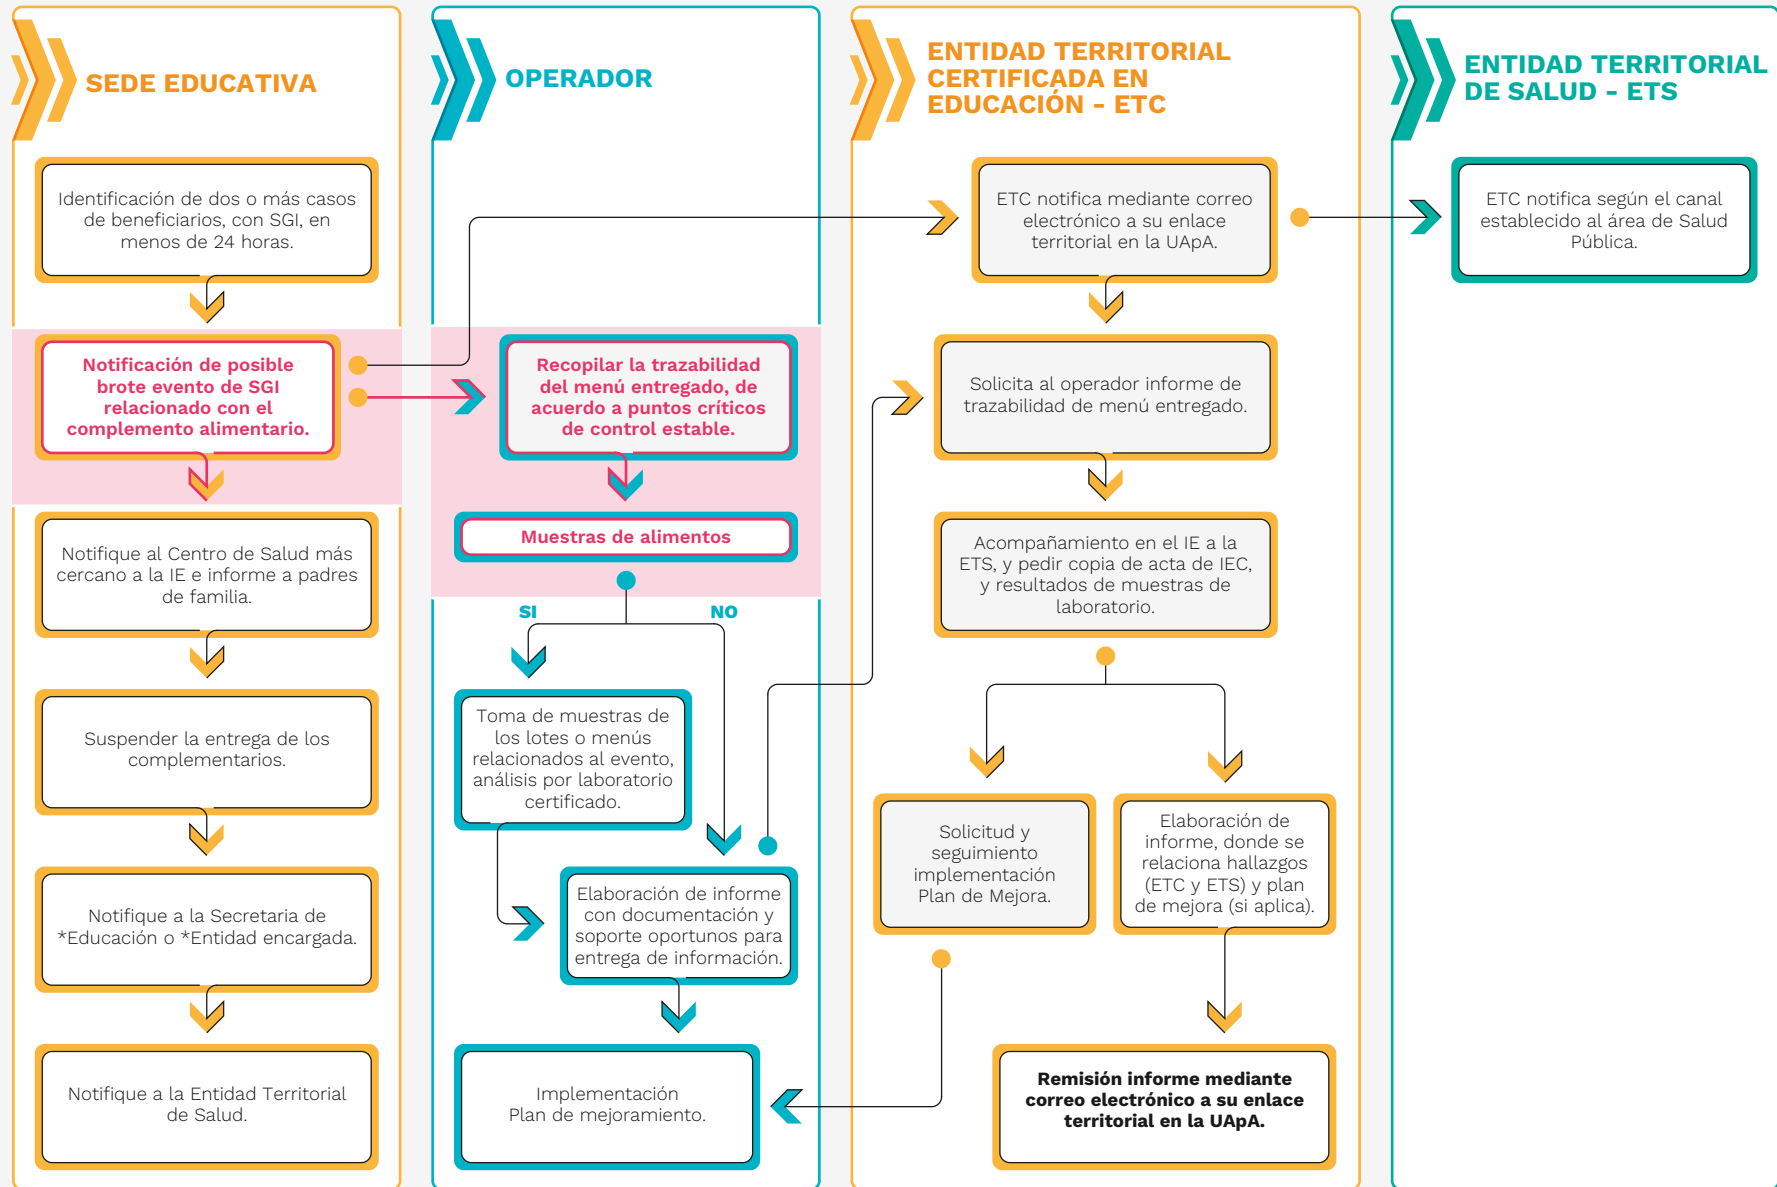 SEDE EDUCATIVA
Identificación de dos o más casos
de beneficiarios, con SGI, en
menos de 24 horas.
Notificación de posible
brote evento de SGI
relacionado con el
complemento alimentario.
Notifique al Centro de Salud más
cercano a la IE e informe a padres
de familia.
Suspender la entrega de los
complementarios.
Notifique a la Secretaria de
*Educación o *Entidad encargada.
Notifique a la Entidad Territorial
de Salud.
OPERADOR
Recopilar la trazabilidad
del menú entregado, de
acuerdo a puntos críticos
de control estable.
Muestras de alimentos
SI
NO
Toma de muestras de
los lotes o menús
relacionados al evento,
análisis por laboratorio
certificado.
Elaboración de informe
con documentación y
soporte oportunos para
entrega de información.
Implementación
Plan de mejoramiento.
ENTIDAD TERRITORIAL
CERTIFICADA EN
EDUCACIÓN - ETC
ETC notifica mediante correo
electrónico a su enlace
territorial en la UApA.
Solicita al operador informe de
trazabilidad de menú entregado.
Acompañamiento en el IE a la
ETS, y pedir copia de acta de IEC,
y resultados de muestras de
laboratorio.
Solicitud y
seguimiento
implementación
Plan de Mejora.
Elaboración de
informe, donde se
relaciona hallazgos
(ETC y ETS) y plan
de mejora (si aplica).
Remisión informe mediante
correo electrónico a su enlace
territorial en la UApA.
ENTIDAD TERRITORIAL
DE SALUD - ETS
ETC notifica según el canal
establecido al área de Salud
Pública.